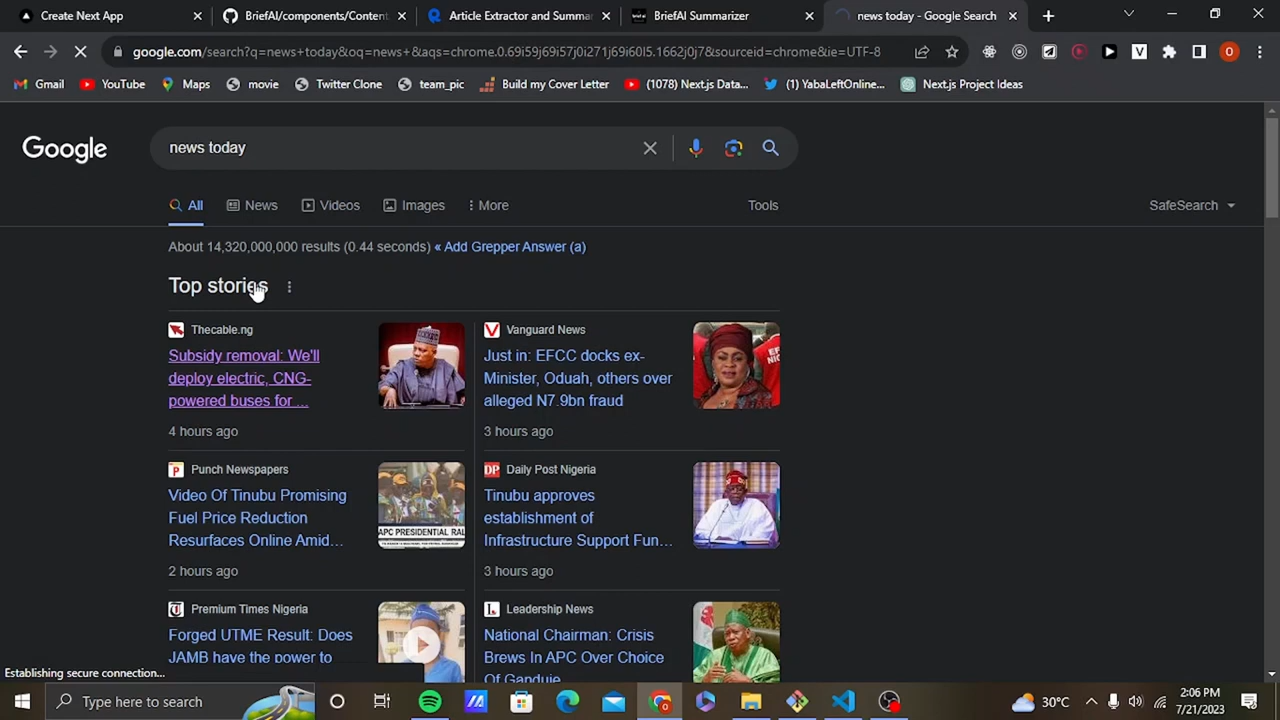 Create Next App
BriefAI/components/Content
Article Extractor and Summa
BriefAI Summarizer
news today - Google Search
google.com/search?q=news+today&oq=news+&aqs=chrome.0.69i59j69i57j0i271j69i60l5.1662j0j7&sourceid=chrome&ie=UTF-8
V
O
Gmail
YouTube
Maps
movie
Twitter Clone
team_pic
Build my Cover Letter
(1078) Next.js Data...
(1) YabaLeftOnline...
Next.js Project Ideas
Google
news today
All
News
Videos
Images
More
Tools
SafeSearch
About 14,320,000,000 results (0.44 seconds) « Add Grepper Answer (a)
Top stories
Thecable.ng
Subsidy removal: We'll
deploy electric, CNG-
powered buses for ...
4 hours ago
Vanguard News
Just in: EFCC docks ex-
Minister, Oduah, others over
alleged N7.9bn fraud
3 hours ago
Punch Newspapers
Video Of Tinubu Promising
Fuel Price Reduction
Resurfaces Online Amid...
APC PRESIDENTIAL RAL
2 hours ago
DP Daily Post Nigeria
Tinubu approves
establishment of
Infrastructure Support Fun...
3 hours ago
Premium Times Nigeria
Forged UTME Result: Does
JAMB have the power to
L Leadership News
National Chairman: Crisis
Brews In APC Over Choice
Of Ganduje
Establishing secure connection...
Type here to search
30°C
2:06 PM
7/21/2023